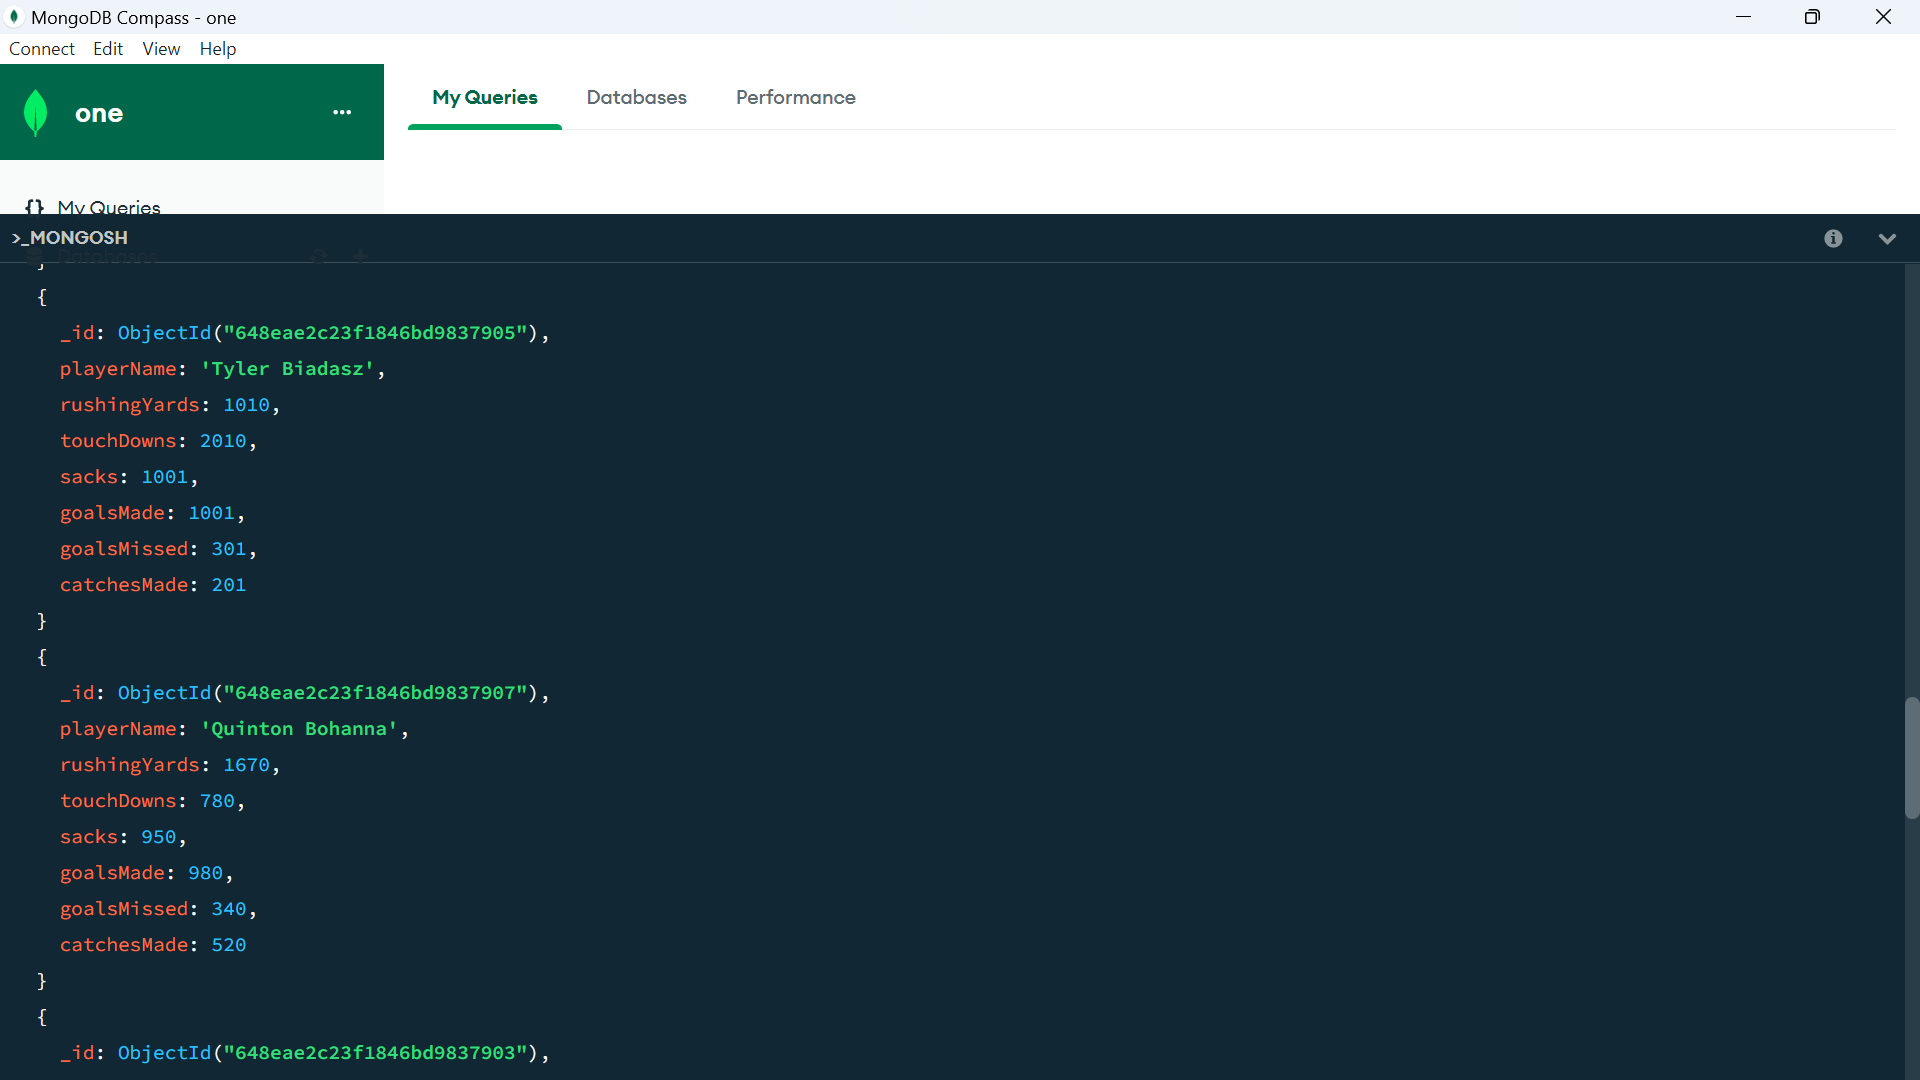 MongoDB Compass - one
Connect Edit View Help
one ...
My Queries Databases Performance
{} My Queries
>_MONGOSH
Databases
}
{
_id: ObjectId("648eae2c23f1846bd9837905"),
playerName: 'Tyler Biadasz',
rushingYards: 1010,
touchDowns: 2010,
sacks: 1001,
goalsMade: 1001,
goalsMissed: 301,
catchesMade: 201
}
{
_id: ObjectId("648eae2c23f1846bd9837907"),
playerName: 'Quinton Bohanna',
rushingYards: 1670,
touchDowns: 780,
sacks: 950,
goalsMade: 980,
goalsMissed: 340,
catchesMade: 520
}
{
_id: ObjectId("648eae2c23f1846bd9837903"),